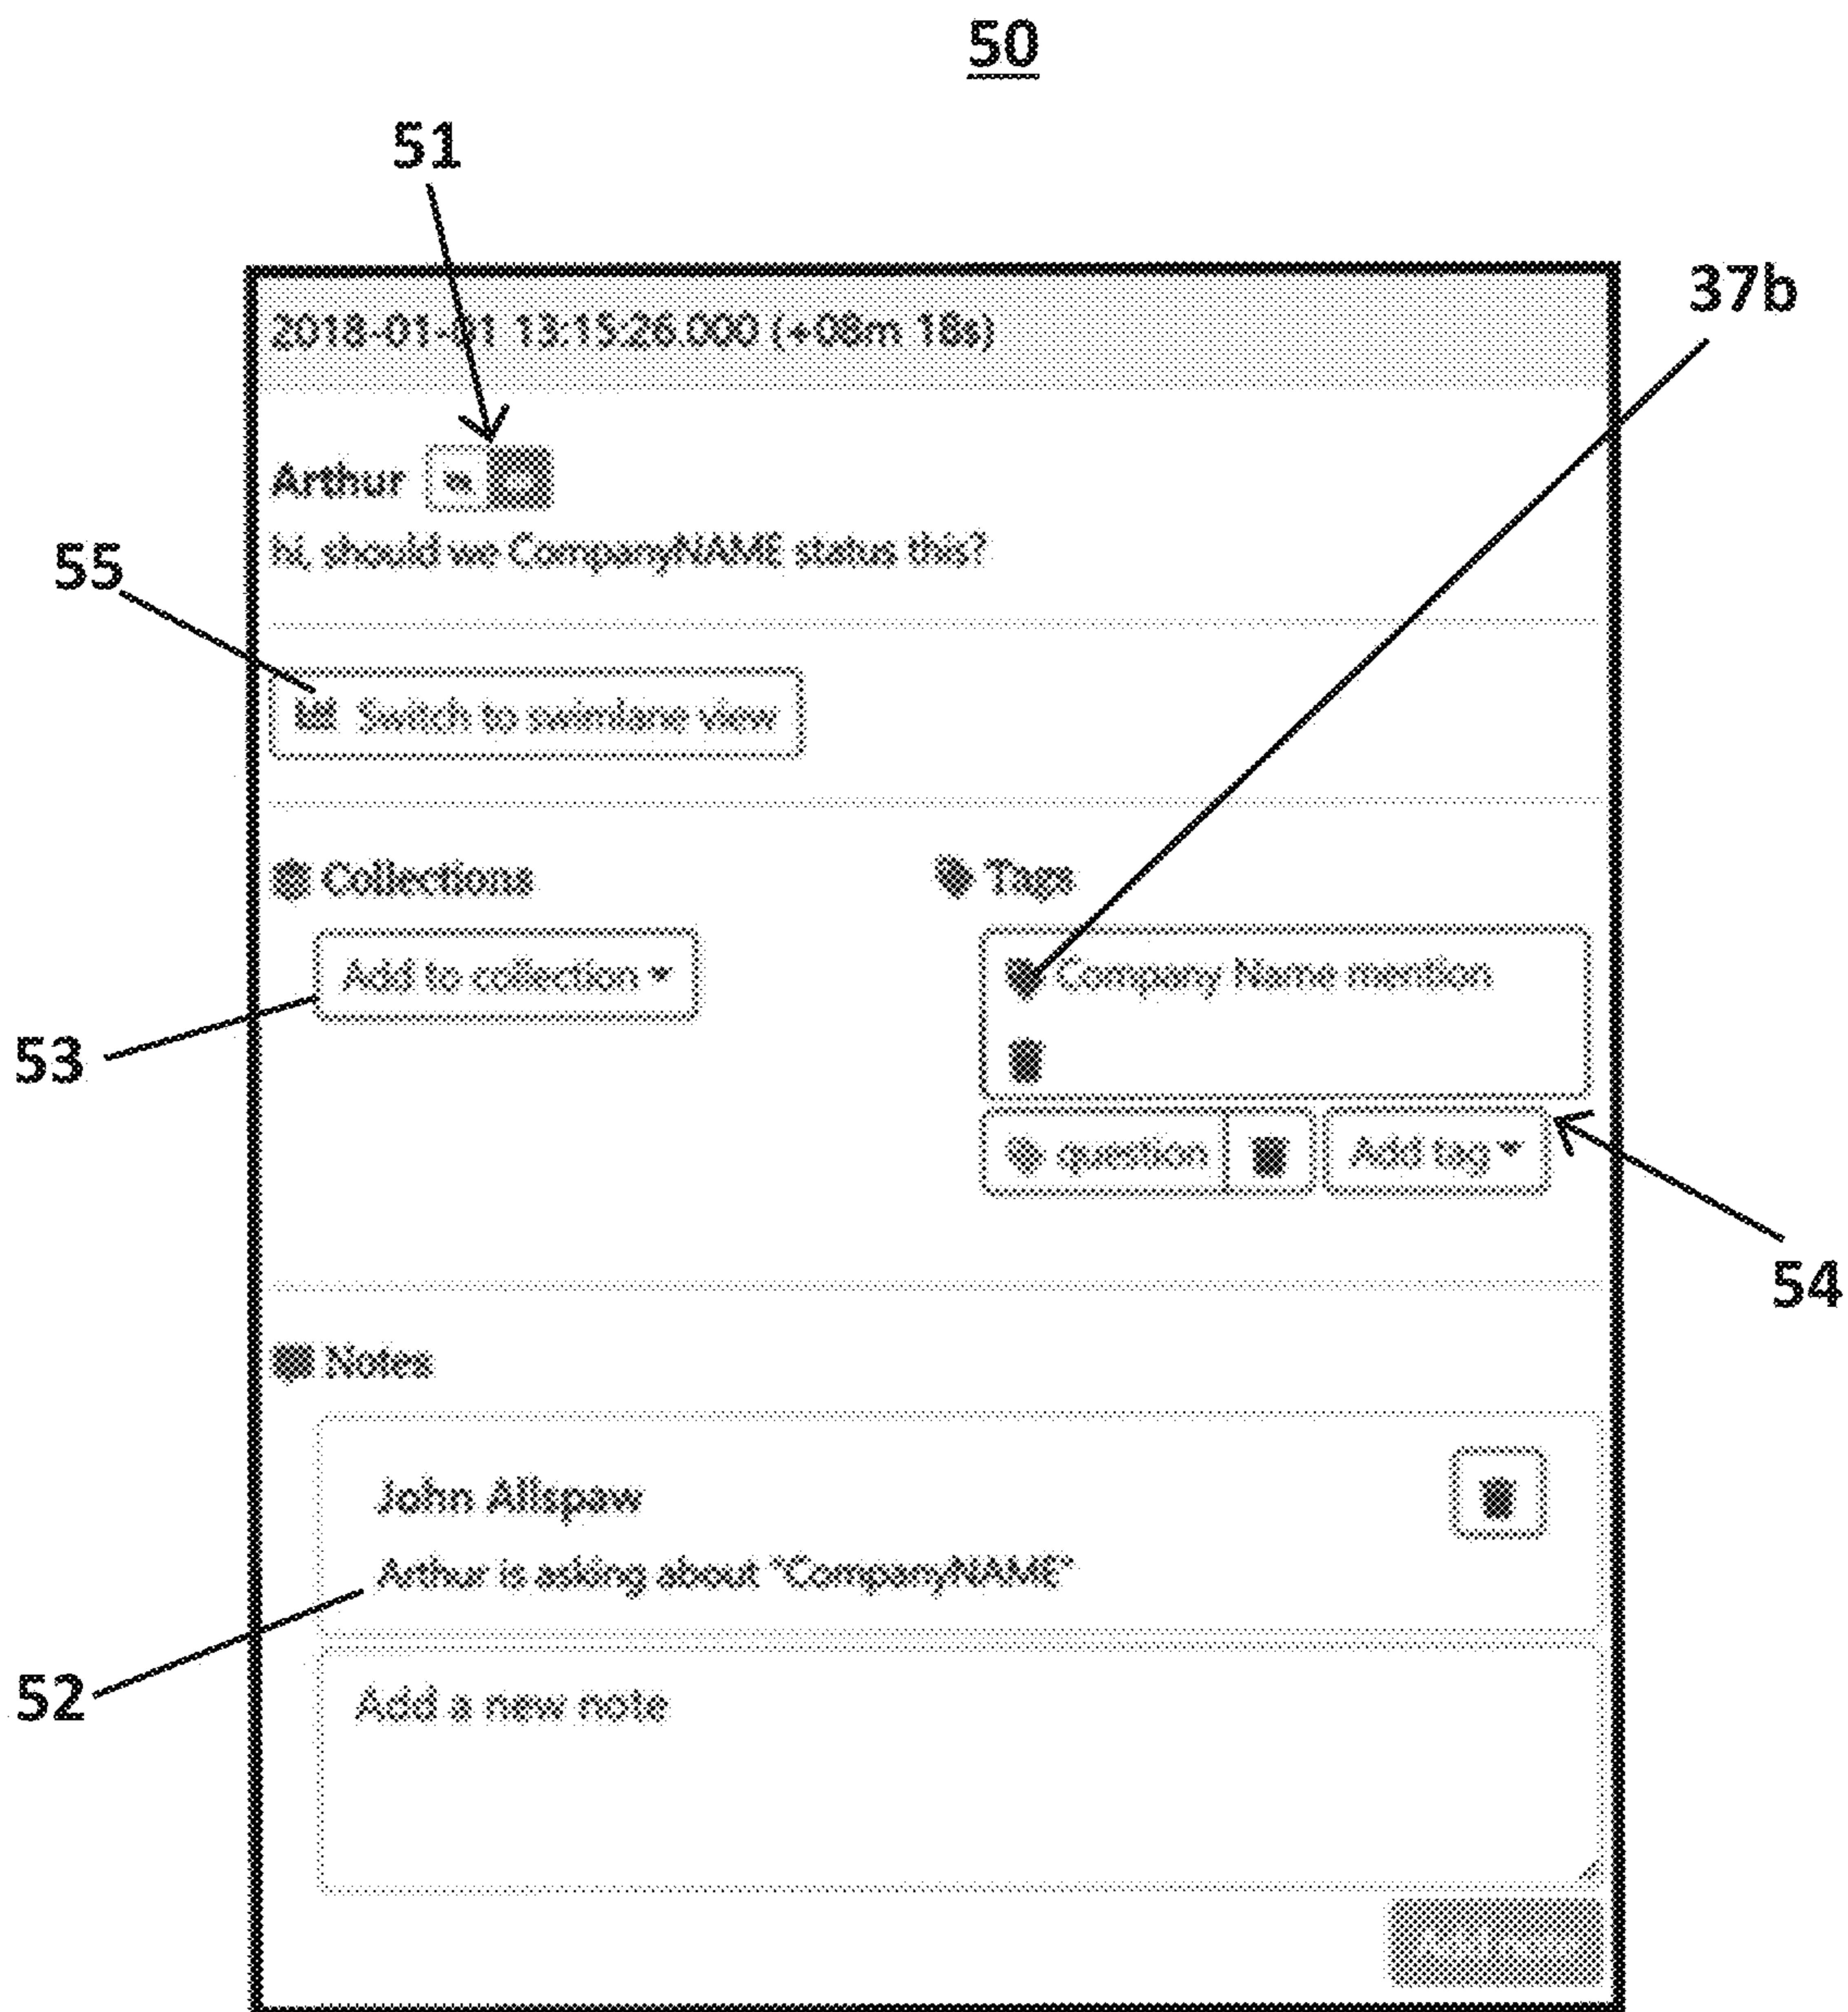 50
51
37b
2018-01-01 13:15:26.000 (+08m 18s)
Arthur
hi, should we CompanyNAME status this?
55
Switch to swimlane view
Collections
Tags
Add to collection
Company Name mention
53
question
Add tag
54
Notes
John Allspaw
Arthur is asking about "CompanyNAME"
52
Add a new note